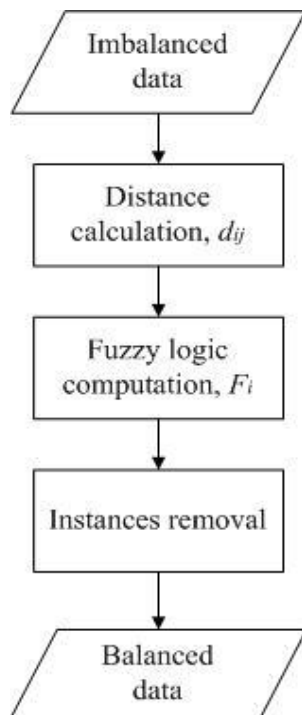 Imbalanced
data
Distance
calculation, dij
Fuzzy logic
computation, Fi
Instances removal
Balanced
data